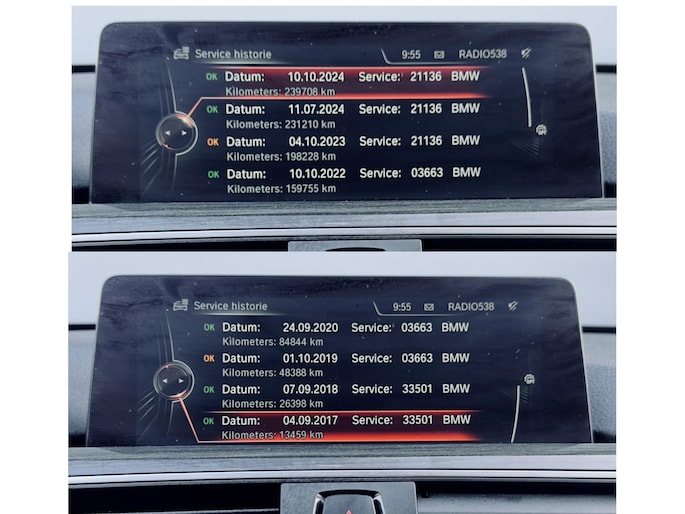 Service historie 9:55 RADIO538
OK Datum: 10.10.2024 Service: 21136 BMW
Kilometers: 239708 km
OK Datum: 11.07.2024 Service: 21136 BMW
Kilometers: 231210 km
OK Datum: 04.10.2023 Service: 21136 BMW
Kilometers: 198228 km
OK Datum: 10.10.2022 Service: 03663 BMW
Kilometers: 159755 km
Service historie 9:55 RADIO538
OK Datum: 24.09.2020 Service: 03663 BMW
Kilometers: 84844 km
OK Datum: 01.10.2019 Service: 03663 BMW
Kilometers: 48388 km
OK Datum: 07.09.2018 Service: 33501 BMW
Kilometers: 26398 km
OK Datum: 04.09.2017 Service: 33501 BMW
Kilometers: 13459 km